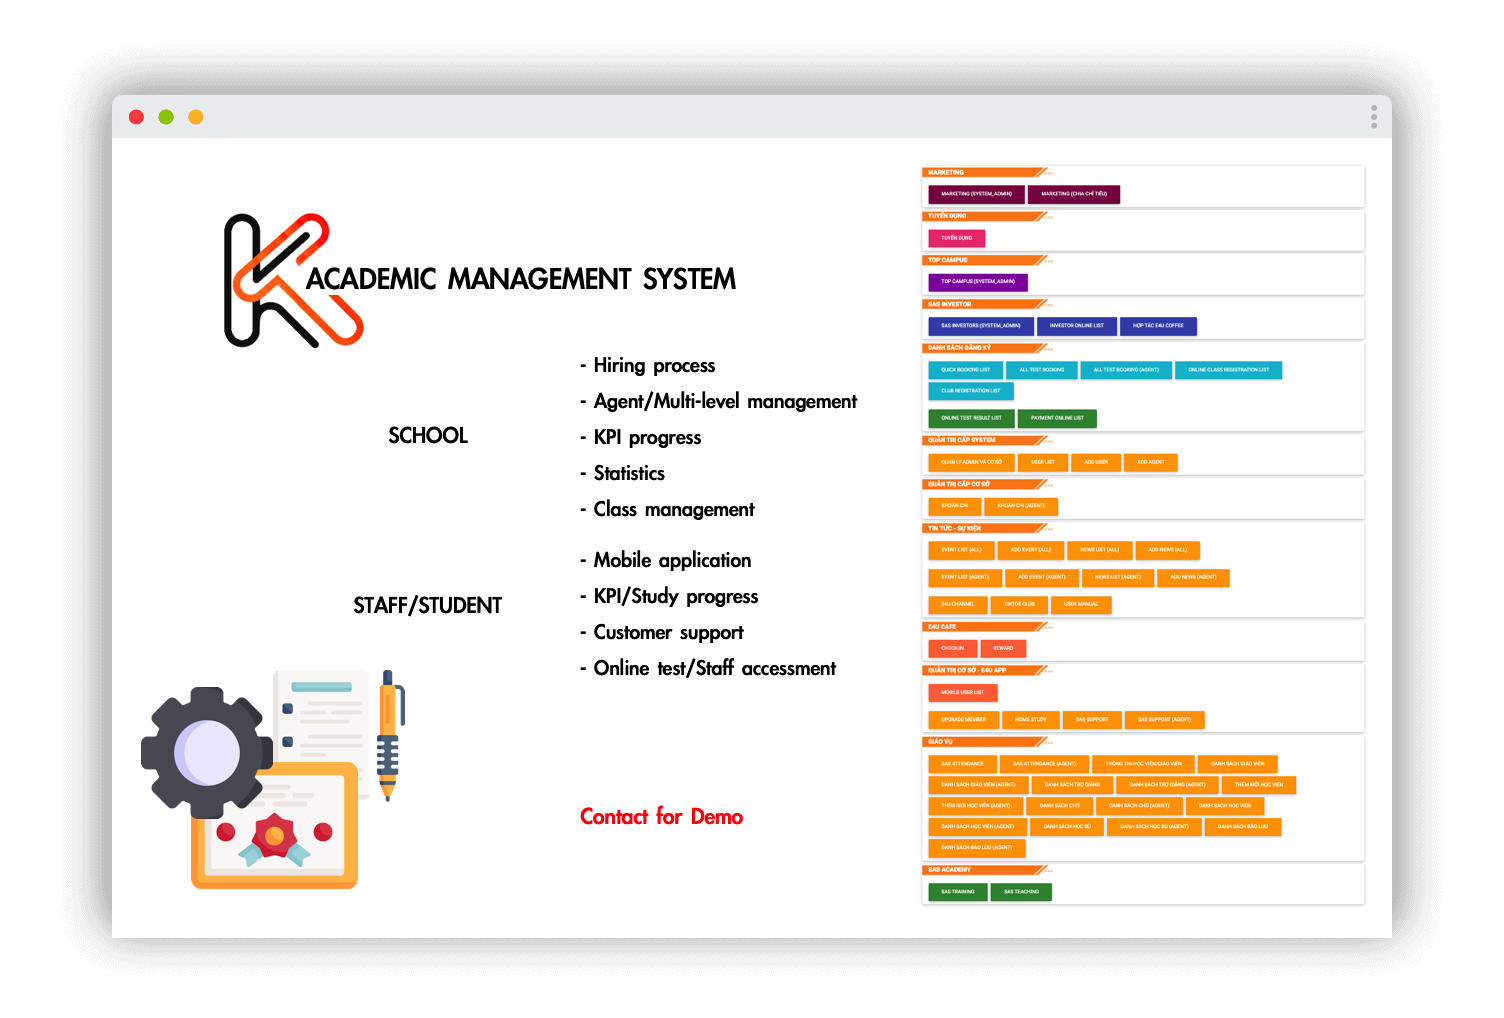 ACADEMIC MANAGEMENT SYSTEM
SCHOOL
- Hiring process
- Agent/Multi-level management
- KPI progress
- Statistics
- Class management
STAFF/STUDENT
- Mobile application
- KPI/Study progress
- Customer support
- Online test/Staff accessment
Contact for Demo
MARKETING
MARKETING (SYSTEM_ADMIN) MARKETING (CHIA CHỈ TIÊU)
TUYỂN DỤNG
TUYỂN DỤNG
TOP CAMPUS
TOP CAMPUS (SYSTEM_ADMIN)
SAS INVESTOR
SAS INVESTORS (SYSTEM_ADMIN) INVESTOR ONLINE LIST HỢP TÁC E4U COFFEE
DANH SÁCH ĐĂNG KÝ
QUICK BOOKING LIST ALL TEST BOOKING ALL TEST BOOKING (AGENT) ONLINE CLASS REGISTRATION LIST
CLUB REGISTRATION LIST
ONLINE TEST RESULT LIST PAYMENT ONLINE LIST
QUẢN TRỊ CẤP SYSTEM
QUẢN LÝ ADMIN VÀ CƠ SỞ USER LIST ADD USER ADD AGENT
QUẢN TRỊ CẤP CƠ SỞ
KHOẢN CHI KHOẢN CHI (AGENT)
TIN TỨC - SỰ KIỆN
EVENT LIST (ALL) ADD EVENT (ALL) NEWS LIST (ALL) ADD NEWS (ALL)
EVENT LIST (AGENT) ADD EVENT (AGENT) NEWS LIST (AGENT) ADD NEWS (AGENT)
E4U CHANNEL TIKTOK CLUB USER MANUAL
E4U CAFE
CHECK-IN REWARD
QUẢN TRỊ CƠ SỞ - E4U APP
MOBILE USER LIST
UPGRADE MEMBER HOME STUDY SAS SUPPORT SAS SUPPORT (AGENT)
GIÁO VỤ
SAS ATTENDANCE SAS ATTENDANCE (AGENT) THÔNG TIN HỌC VIÊN/GIÁO VIÊN DANH SÁCH GIÁO VIÊN
DANH SÁCH GIÁO VIÊN (AGENT) DANH SÁCH TRỢ GIẢNG DANH SÁCH TRỢ GIẢNG (AGENT) THÊM MỚI HỌC VIÊN
THÊM MỚI HỌC VIÊN (AGENT) DANH SÁCH CHỜ DANH SÁCH CHỜ (AGENT) DANH SÁCH HỌC VIÊN
DANH SÁCH HỌC VIÊN (AGENT) DANH SÁCH HỌC BÙ DANH SÁCH HỌC BÙ (AGENT) DANH SÁCH BẢO LƯU
DANH SÁCH BẢO LƯU (AGENT)
SAS ACADEMY
SAS TRAINING SAS TEACHING